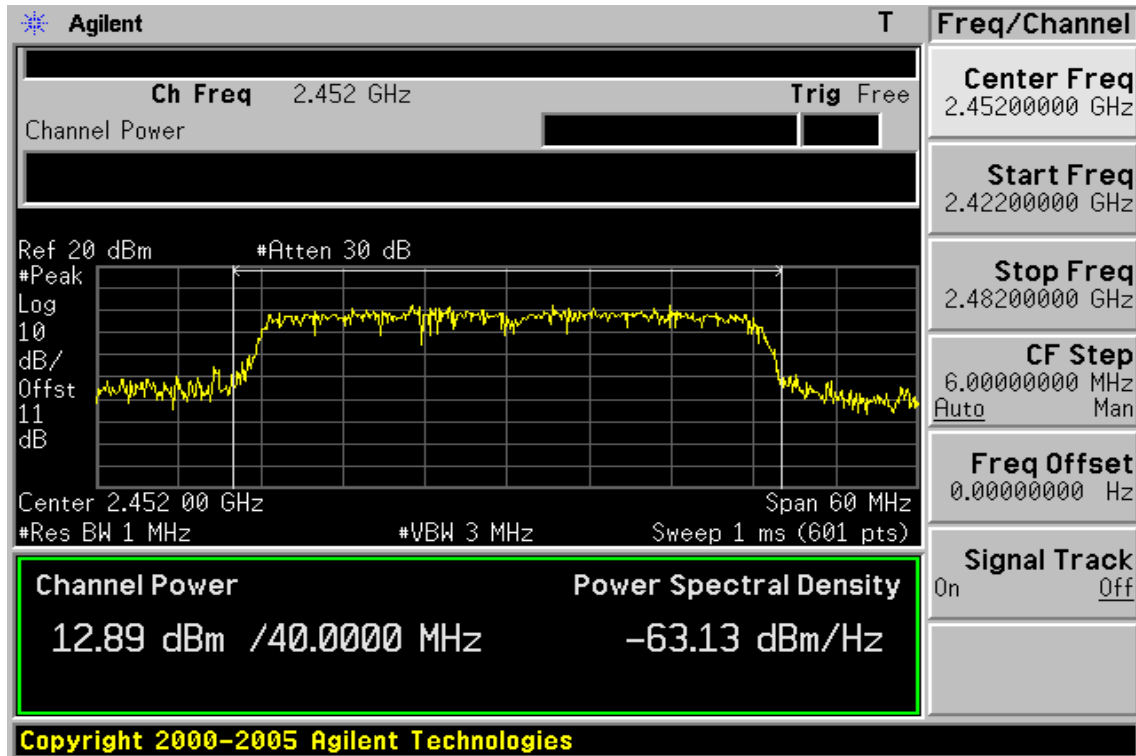 Agilent T
Ch Freq 2.452 GHz Trig Free
Channel Power
Ref 20 dBm #Atten 30 dB
#Peak
Log
10
dB/
Offst
11
dB
Center 2.452 00 GHz Span 60 MHz
#Res BW 1 MHz #VBW 3 MHz Sweep 1 ms (601 pts)
Channel Power Power Spectral Density
12.89 dBm /40.0000 MHz -63.13 dBm/Hz
Copyright 2000-2005 Agilent Technologies
Freq/Channel
Center Freq
2.45200000 GHz
Start Freq
2.42200000 GHz
Stop Freq
2.48200000 GHz
CF Step
6.00000000 MHz
Auto Man
Freq Offset
0.00000000 Hz
Signal Track
On Off